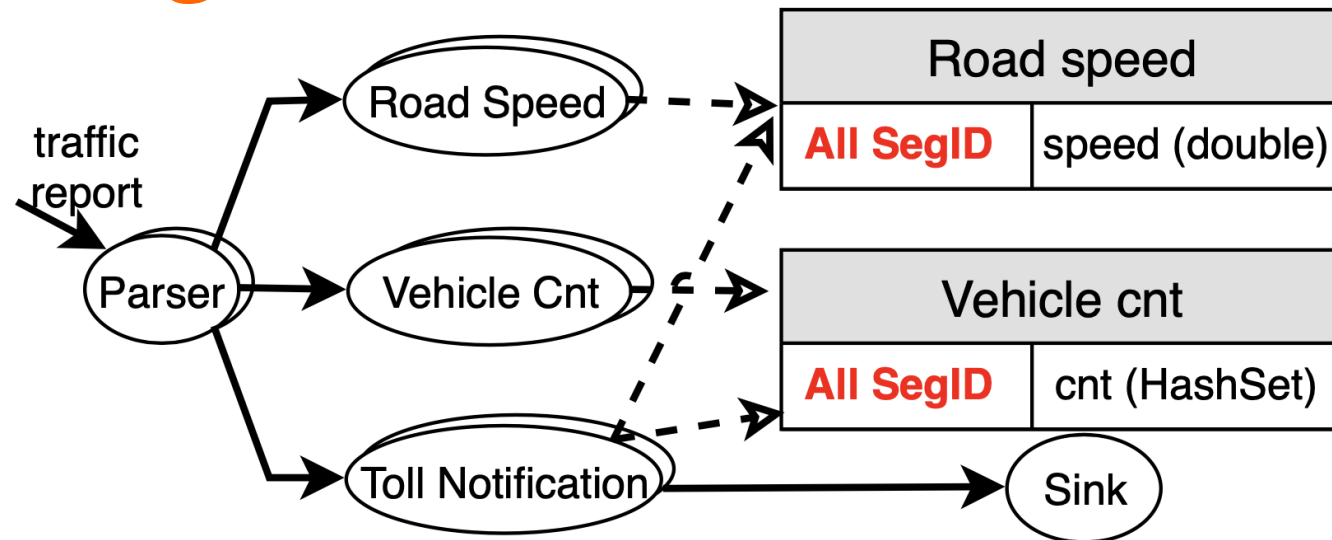 traffic
report
Parser
Road Speed
Vehicle Cnt
Toll Notification
Road speed
All SegID
speed (double)
Vehicle cnt
All SegID
cnt (HashSet)
Sink